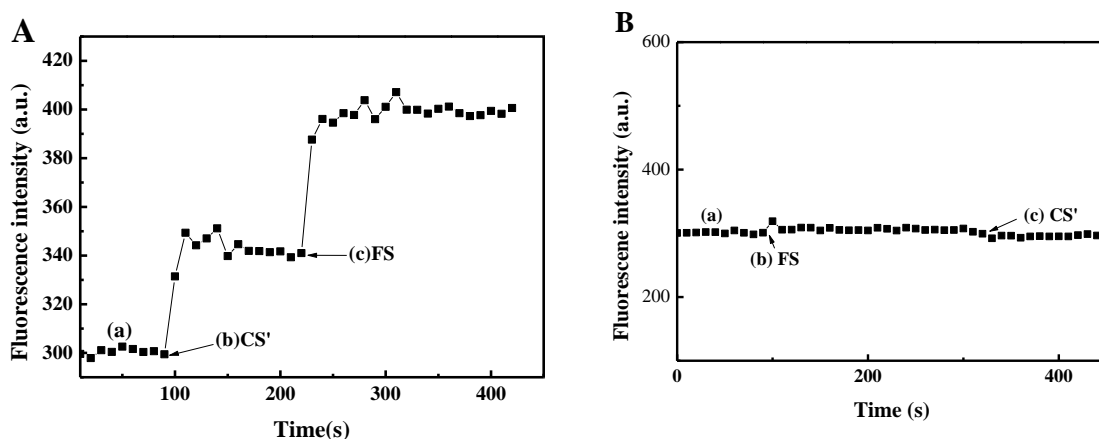 A
Fluorescence intensity (a.u.)
420
400
380
360
340
320
300
(a)
(b)CS'
(c)FS
100
200
300
400
Time(s)
B
Fluorescene intensity (a.u.)
600
400
200
(a)
(b) FS
(c) CS'
0
200
400
Time (s)